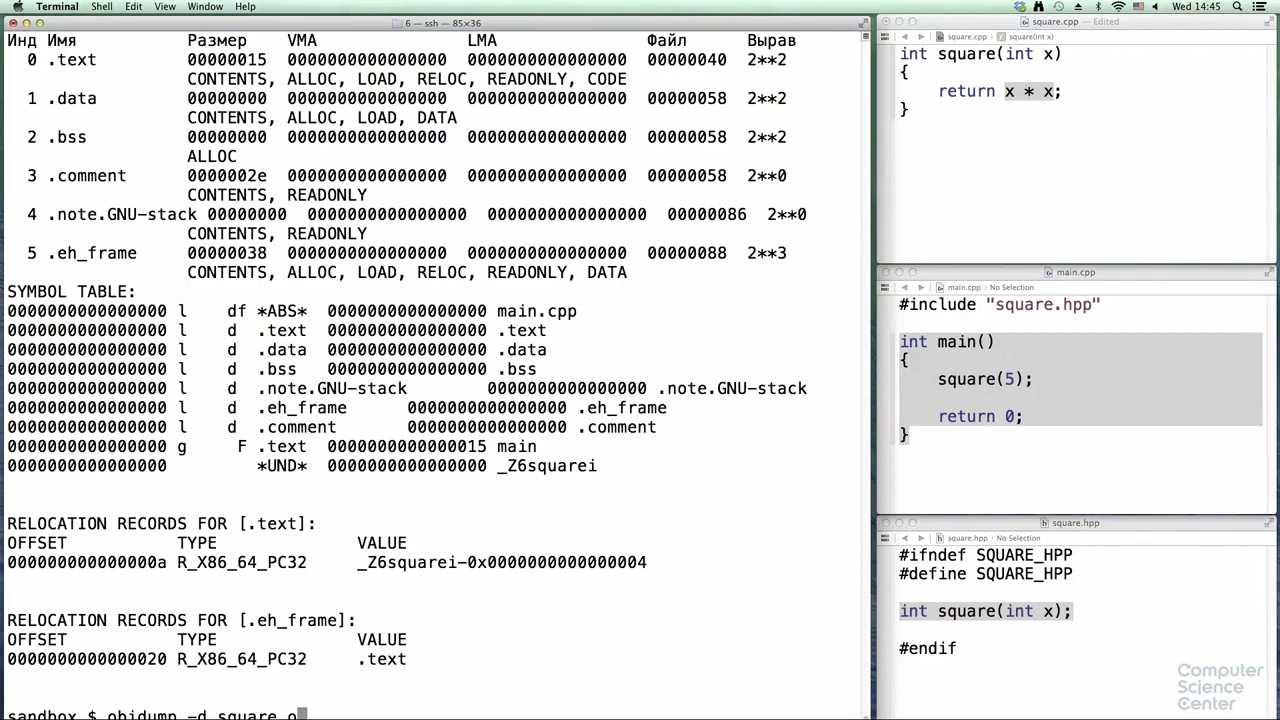 Terminal Shell Edit View Window Help
Wed 14:45
6 — ssh — 85×36
Инд Имя Размер VMA LMA Файл Вырав
0 .text 00000015 0000000000000000 0000000000000000 00000040 2**2
CONTENTS, ALLOC, LOAD, RELOC, READONLY, CODE
1 .data 00000000 0000000000000000 0000000000000000 00000058 2**2
CONTENTS, ALLOC, LOAD, DATA
2 .bss 00000000 0000000000000000 0000000000000000 00000058 2**2
ALLOC
3 .comment 0000002e 0000000000000000 0000000000000000 00000058 2**0
CONTENTS, READONLY
4 .note.GNU-stack 00000000 0000000000000000 0000000000000000 00000086 2**0
CONTENTS, READONLY
5 .eh_frame 00000038 0000000000000000 0000000000000000 00000088 2**3
CONTENTS, ALLOC, LOAD, RELOC, READONLY, DATA
SYMBOL TABLE:
0000000000000000 l df *ABS* 0000000000000000 main.cpp
0000000000000000 l d .text 0000000000000000 .text
0000000000000000 l d .data 0000000000000000 .data
0000000000000000 l d .bss 0000000000000000 .bss
0000000000000000 l d .note.GNU-stack 0000000000000000 .note.GNU-stack
0000000000000000 l d .eh_frame 0000000000000000 .eh_frame
0000000000000000 l d .comment 0000000000000000 .comment
0000000000000000 g F .text 0000000000000015 main
0000000000000000 *UND* 0000000000000000 _Z6squarei
RELOCATION RECORDS FOR [.text]:
OFFSET TYPE VALUE
000000000000000a R_X86_64_PC32 _Z6squarei-0x0000000000000004
RELOCATION RECORDS FOR [.eh_frame]:
OFFSET TYPE VALUE
0000000000000020 R_X86_64_PC32 .text
sandbox $ objdump -d square.o
square.cpp — Edited
square.cpp › square(int x)
int square(int x)
{
return x * x;
}
main.cpp
main.cpp › No Selection
#include "square.hpp"
int main()
{
square(5);
return 0;
}
square.hpp
square.hpp › No Selection
#ifndef SQUARE_HPP
#define SQUARE_HPP
int square(int x);
#endif
Computer
Science
Center